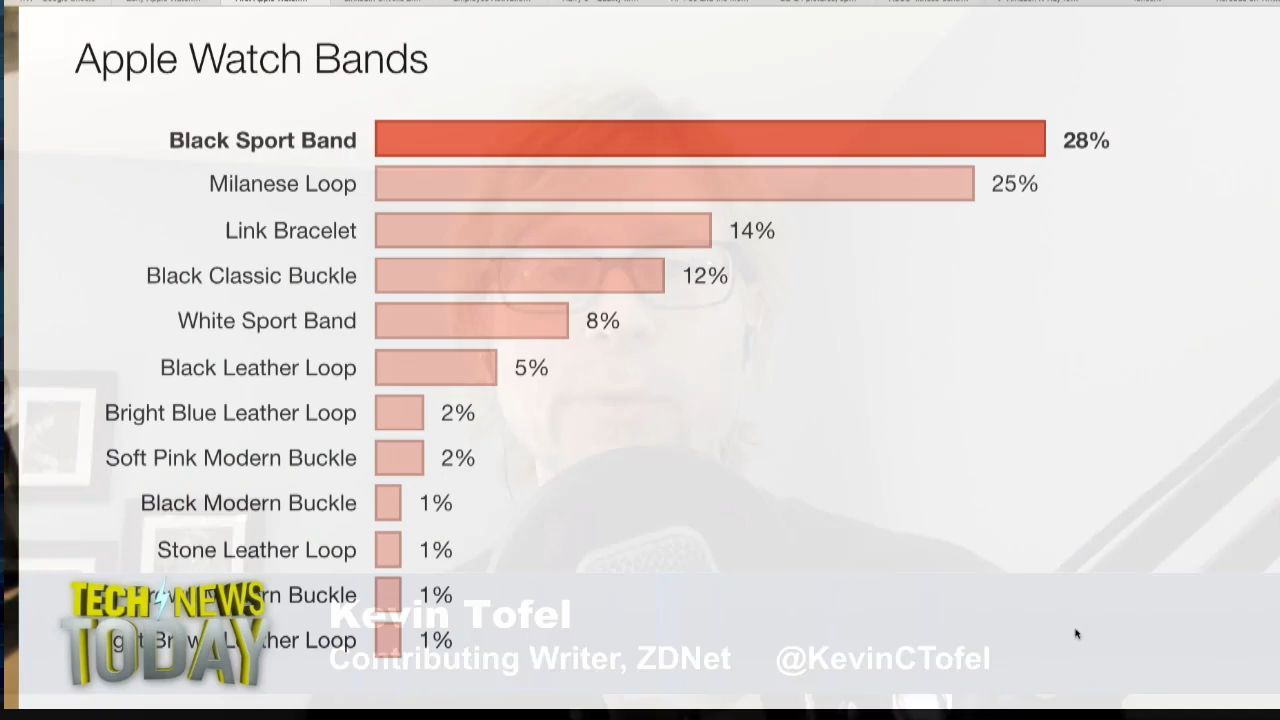 Apple Watch Bands
Black Sport Band 28%
Milanese Loop 25%
Link Bracelet 14%
Black Classic Buckle 12%
White Sport Band 8%
Black Leather Loop 5%
Bright Blue Leather Loop 2%
Soft Pink Modern Buckle 2%
Black Modern Buckle 1%
Stone Leather Loop 1%
Buckle 1%
Loop 1%
TECH NEWS
TODAY
Kevin Tofel
Contributing Writer, ZDNet @KevinCTofel